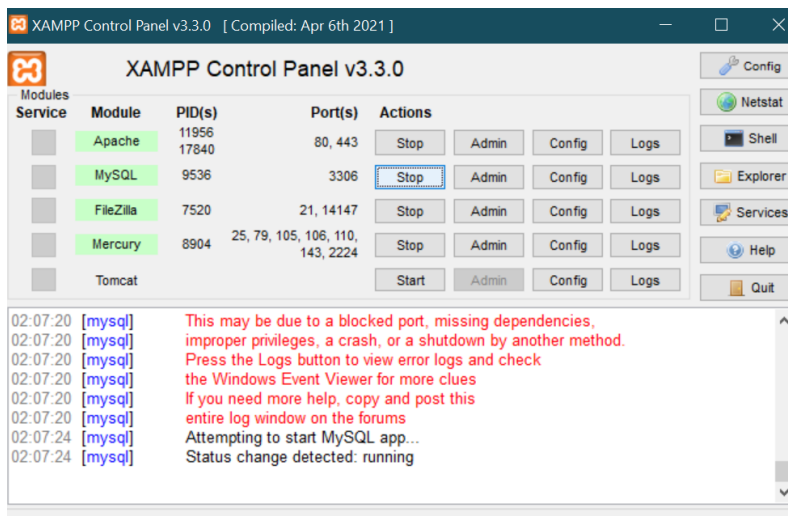 XAMPP Control Panel v3.3.0 [ Compiled: Apr 6th 2021 ]
XAMPP Control Panel v3.3.0
Config
Modules
Service Module PID(s) Port(s) Actions
Netstat
Apache 11956 17840 80, 443 Stop Admin Config Logs
Shell
MySQL 9536 3306 Stop Admin Config Logs
Explorer
FileZilla 7520 21, 14147 Stop Admin Config Logs
Services
Mercury 8904 25, 79, 105, 106, 110, 143, 2224 Stop Admin Config Logs
Help
Tomcat Start Admin Config Logs
Quit
02:07:20 [mysql] This may be due to a blocked port, missing dependencies,
02:07:20 [mysql] improper privileges, a crash, or a shutdown by another method.
02:07:20 [mysql] Press the Logs button to view error logs and check
02:07:20 [mysql] the Windows Event Viewer for more clues
02:07:20 [mysql] If you need more help, copy and post this
02:07:20 [mysql] entire log window on the forums
02:07:24 [mysql] Attempting to start MySQL app...
02:07:24 [mysql] Status change detected: running